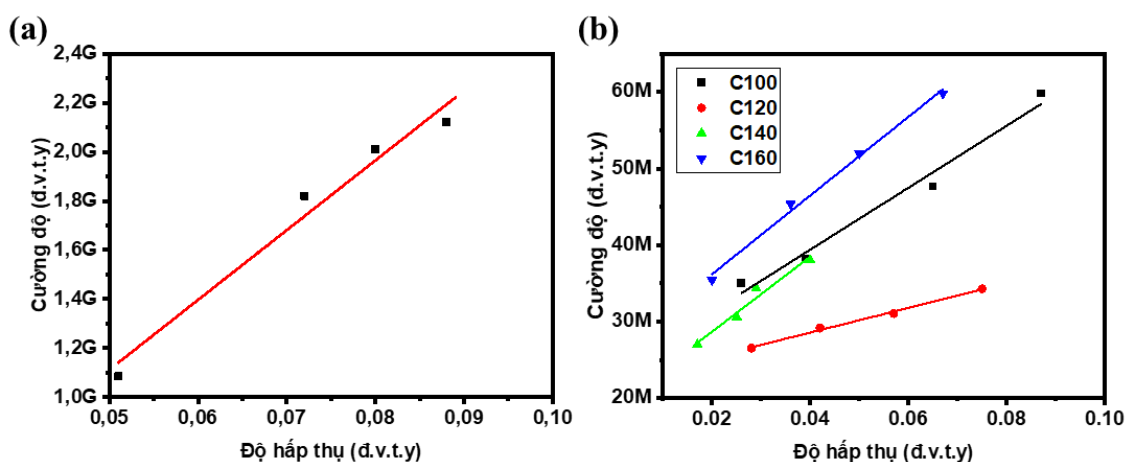 (a)
2,4G
2,2G
2,0G
1,8G
1,6G
1,4G
1,2G
1,0G
0,05 0,06 0,07 0,08 0,09 0,10
Cường độ (đ.v.t.y)
Độ hấp thụ (đ.v.t.y)
(b)
60M
50M
40M
30M
20M
0.02 0.04 0.06 0.08 0.10
Cường độ (đ.v.t.y)
Độ hấp thụ (đ.v.t.y)
C100
C120
C140
C160